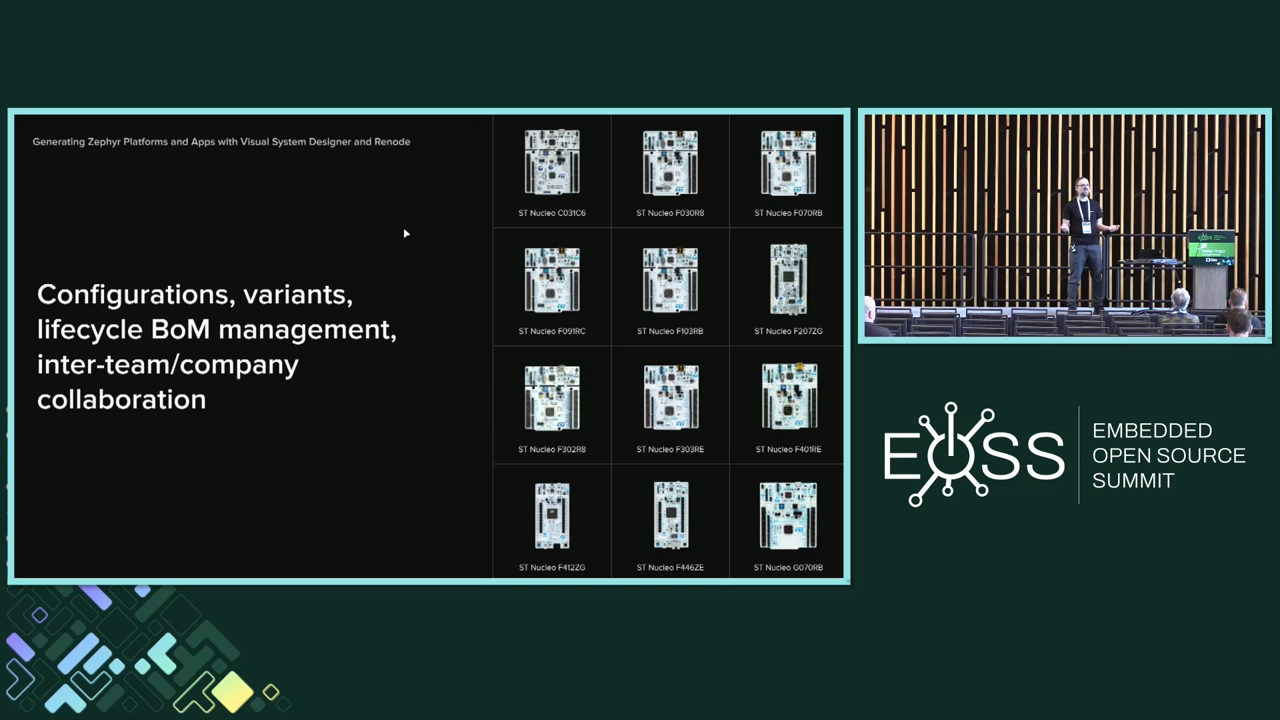 Generating Zephyr Platforms and Apps with Visual System Designer and Renode
Configurations, variants,
lifecycle BoM management,
inter-team/company
collaboration
ST Nucleo C031C6
ST Nucleo F030R8
ST Nucleo F070RB
ST Nucleo F091RC
ST Nucleo F103RB
ST Nucleo F207ZG
ST Nucleo F302R8
ST Nucleo F303RE
ST Nucleo F401RE
ST Nucleo F412ZG
ST Nucleo F446ZE
ST Nucleo G070RB
EOSS
EMBEDDED
OPEN SOURCE
SUMMIT